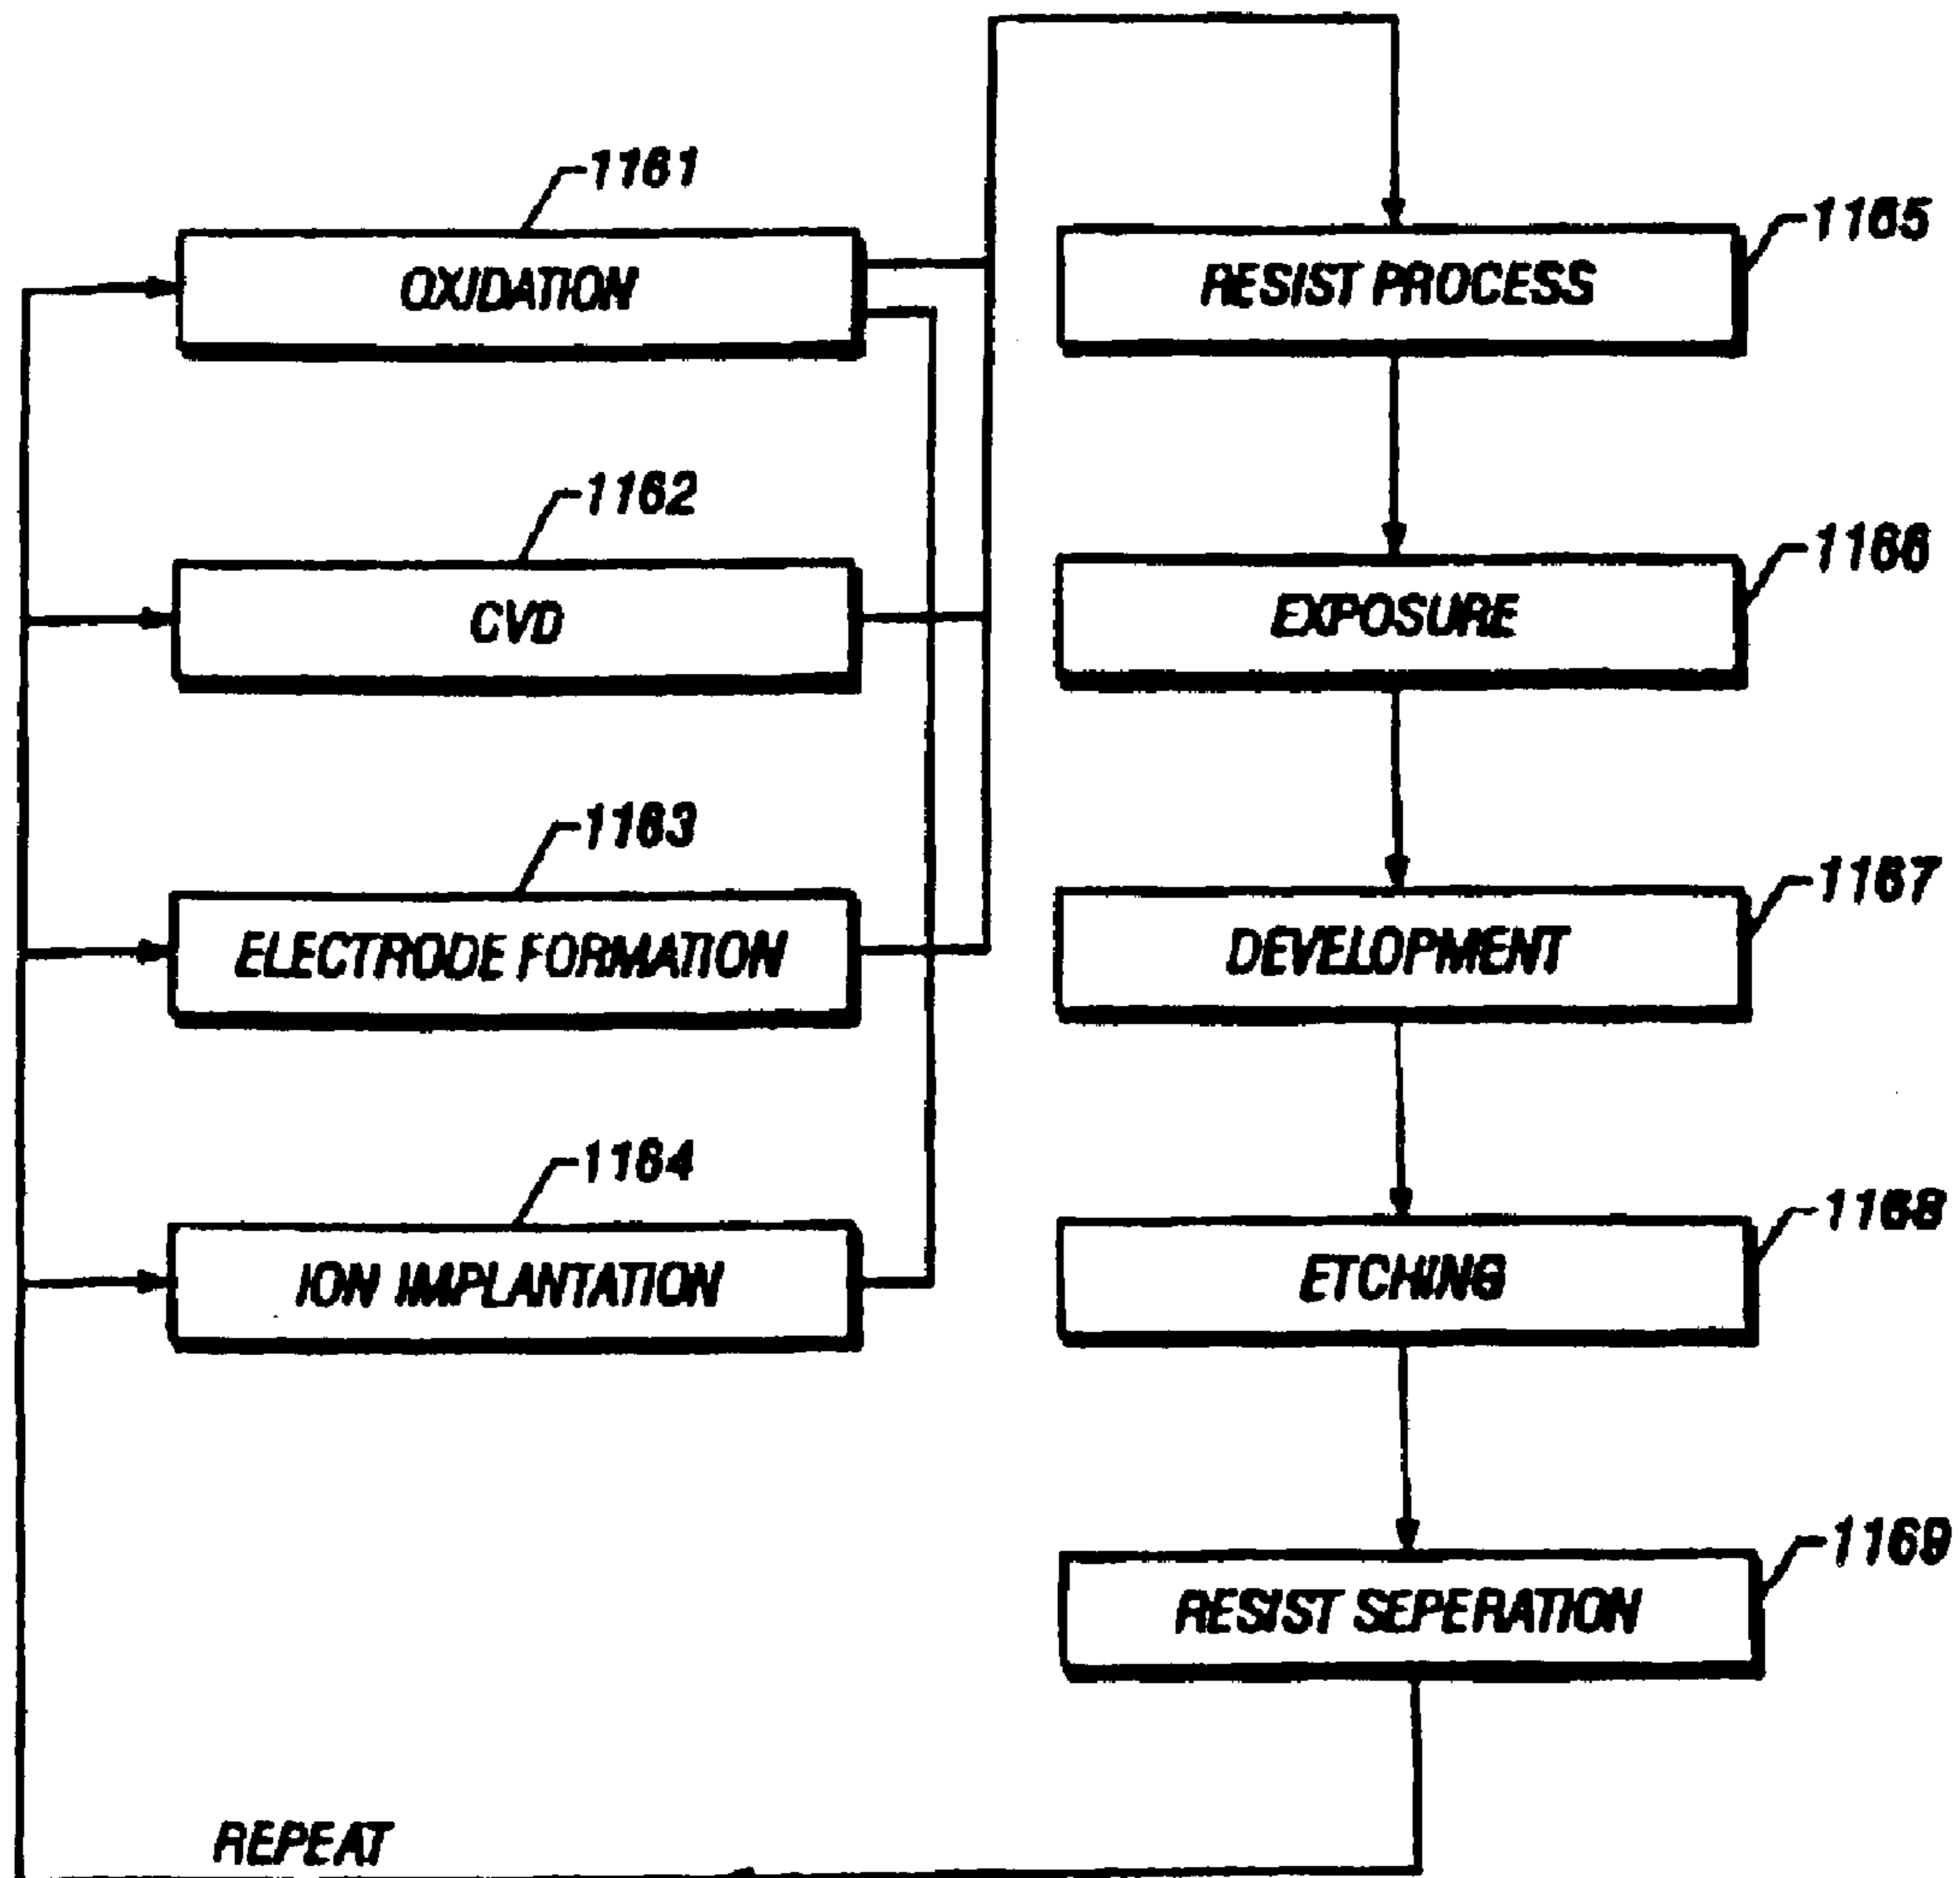 1161
OXIDATION
1162
CVD
1163
ELECTRODE FORMATION
1164
ION IMPLANTATION
1165
RESIST PROCESS
1166
EXPOSURE
1167
DEVELOPMENT
1168
ETCHING
1169
RESIST SEPERATION
REPEAT